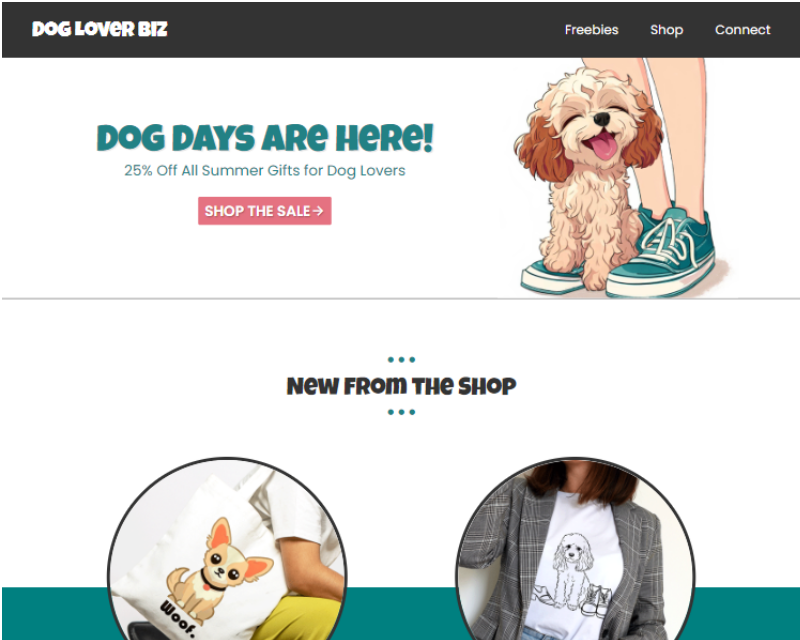 DOG LOVER BIZ
Freebies
Shop
Connect
DOG DAYS ARE HERE!
25% Off All Summer Gifts for Dog Lovers
SHOP THE SALE→
New From The Shop
Woof.